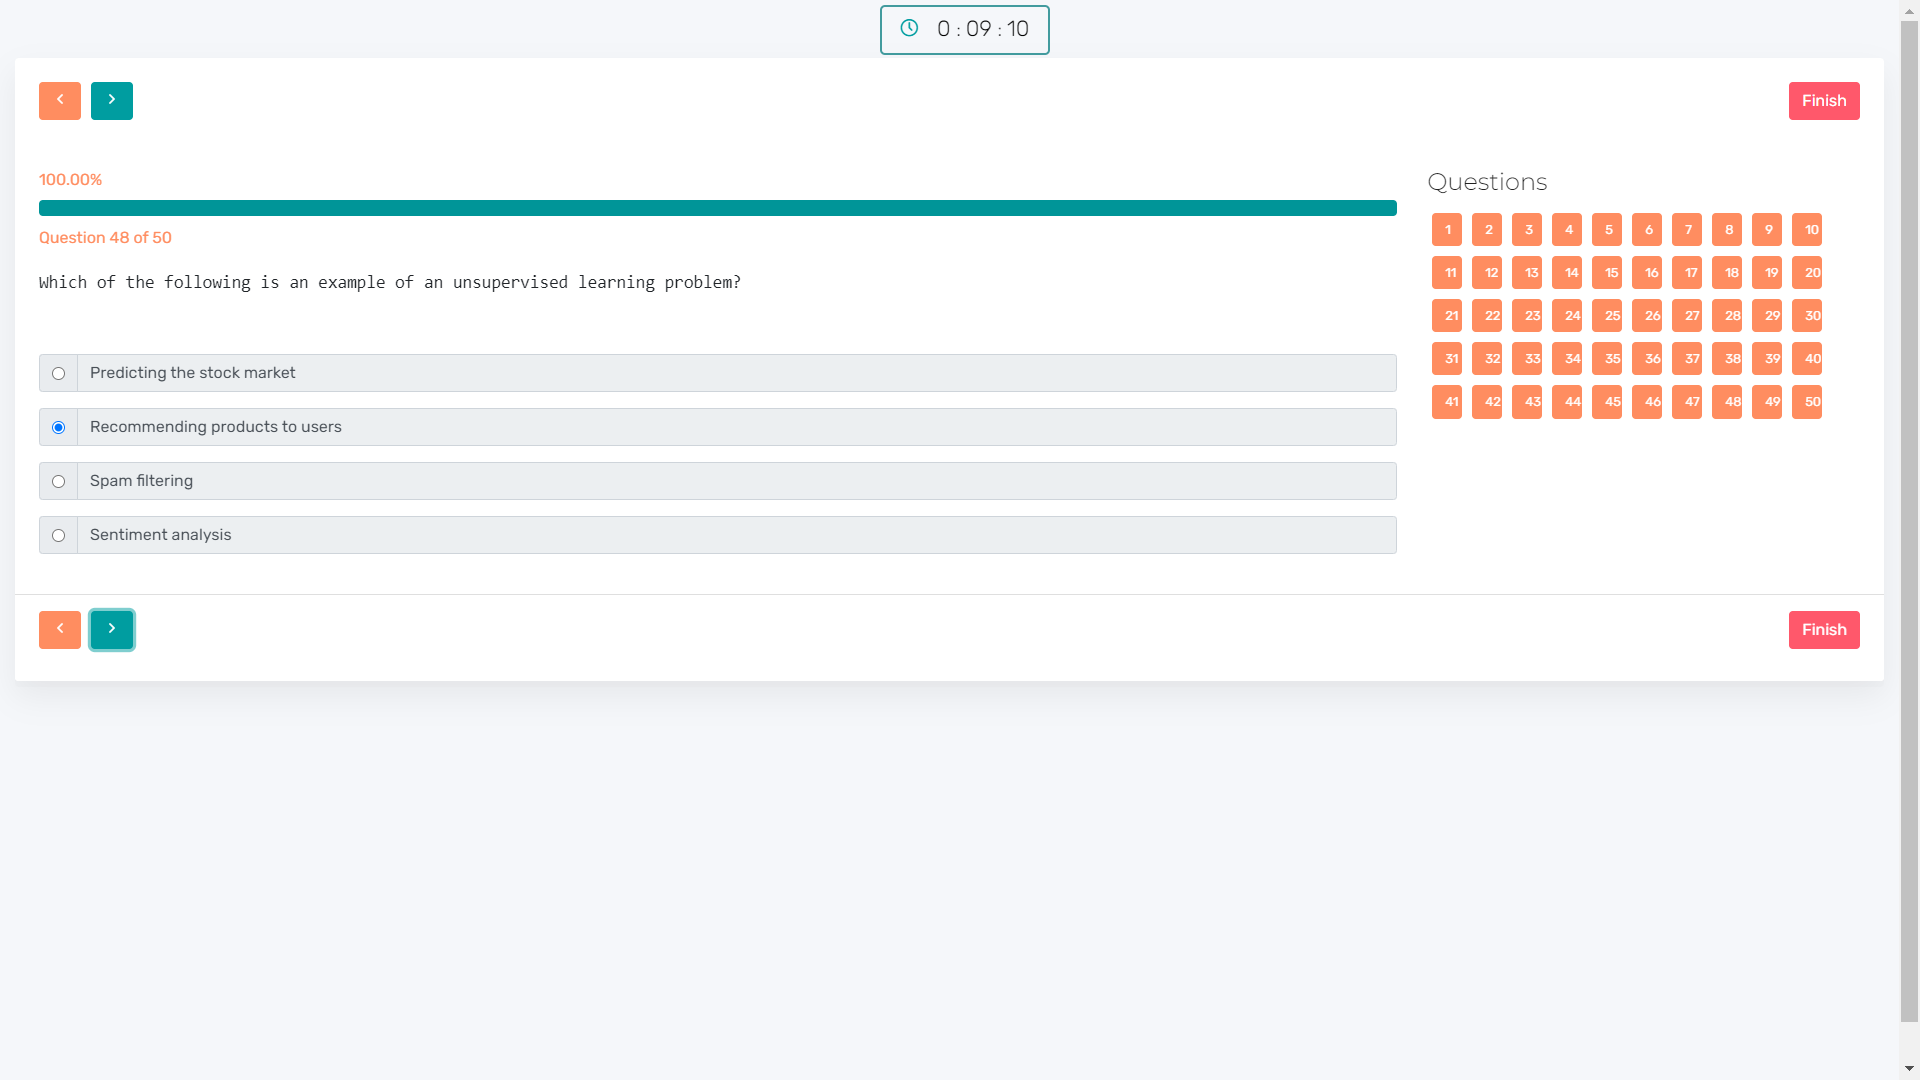 0 : 09 : 10
Finish
100.00%
Question 48 of 50
Which of the following is an example of an unsupervised learning problem?
Predicting the stock market
Recommending products to users
Spam filtering
Sentiment analysis
Questions
1 2 3 4 5 6 7 8 9 10
11 12 13 14 15 16 17 18 19 20
21 22 23 24 25 26 27 28 29 30
31 32 33 34 35 36 37 38 39 40
41 42 43 44 45 46 47 48 49 50
Finish